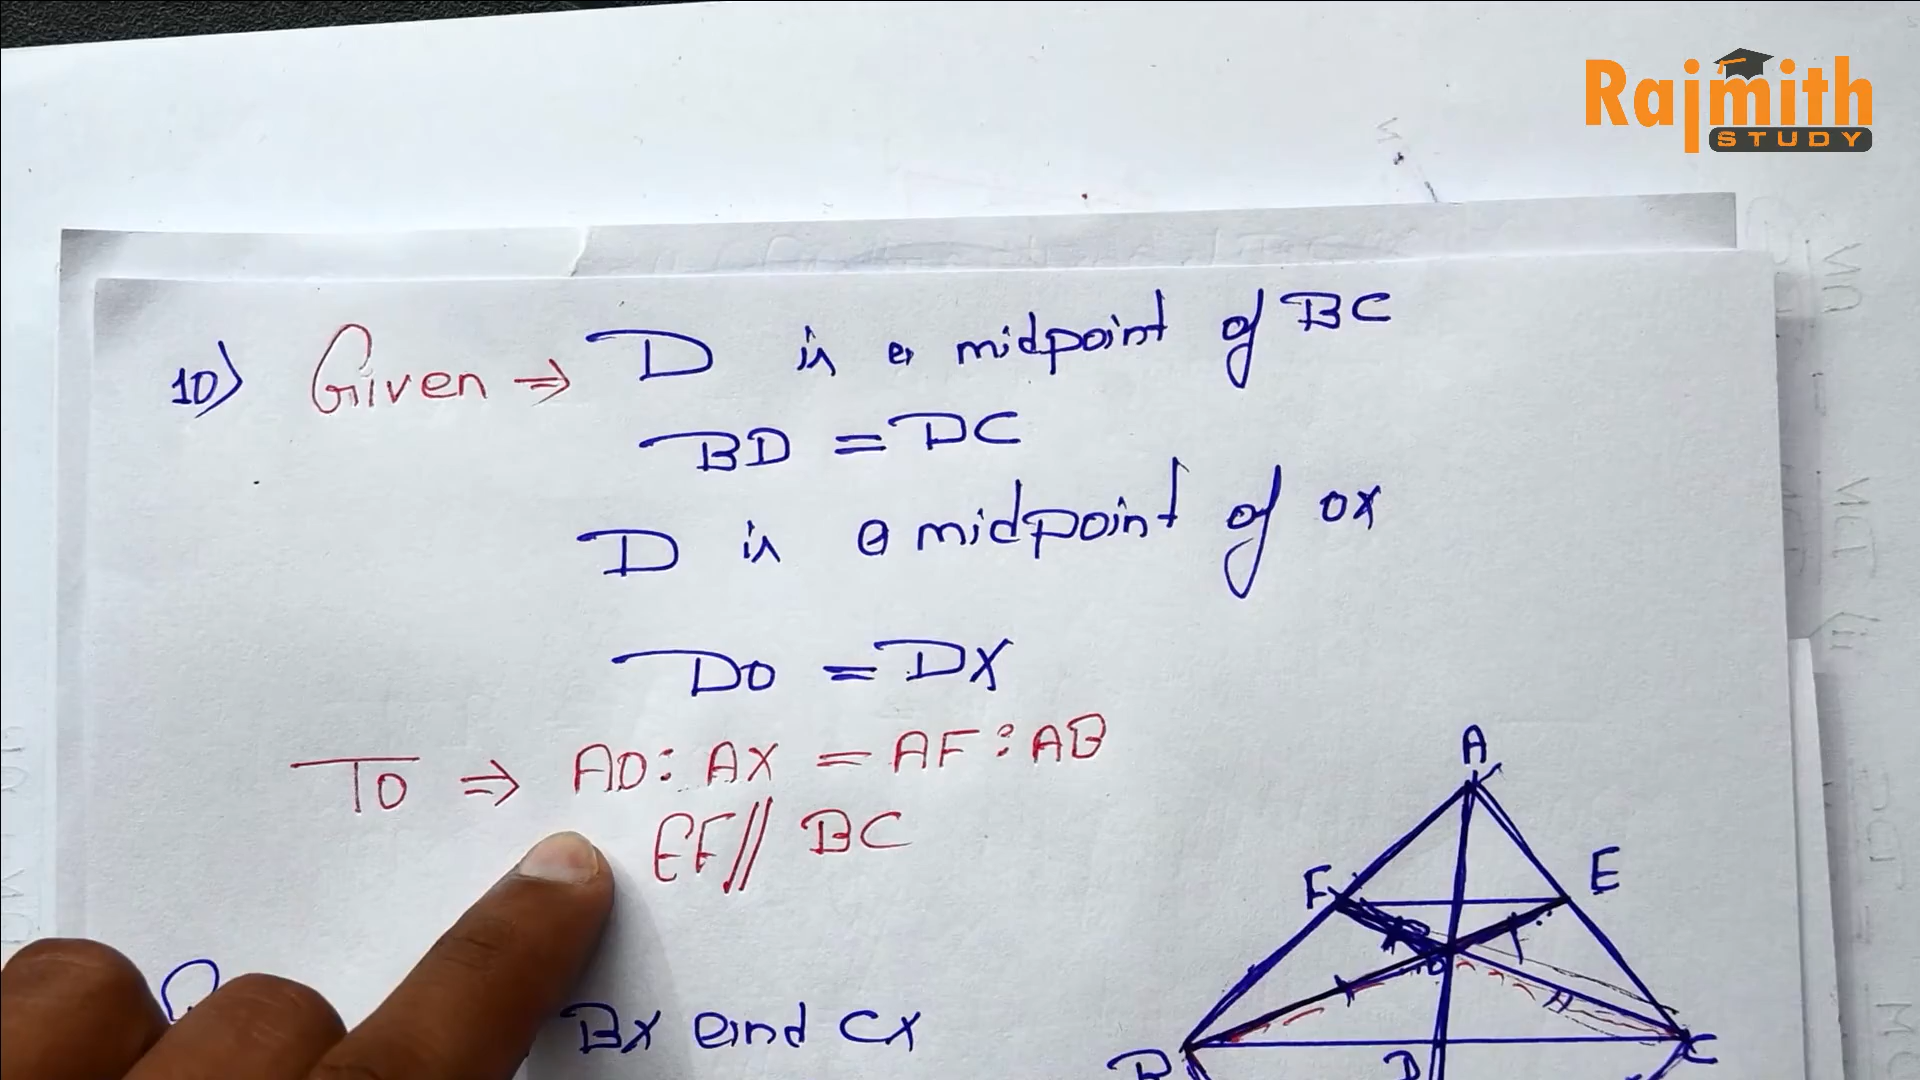 Rajmith
STUDY
10) Given ⇒ D is a midpoint of BC
BD = DC
D is a midpoint of OX
DO = DX
To ⇒ AO : AX = AF : AB
EF // BC
BX and CX
A
F
E
O
B
D
C